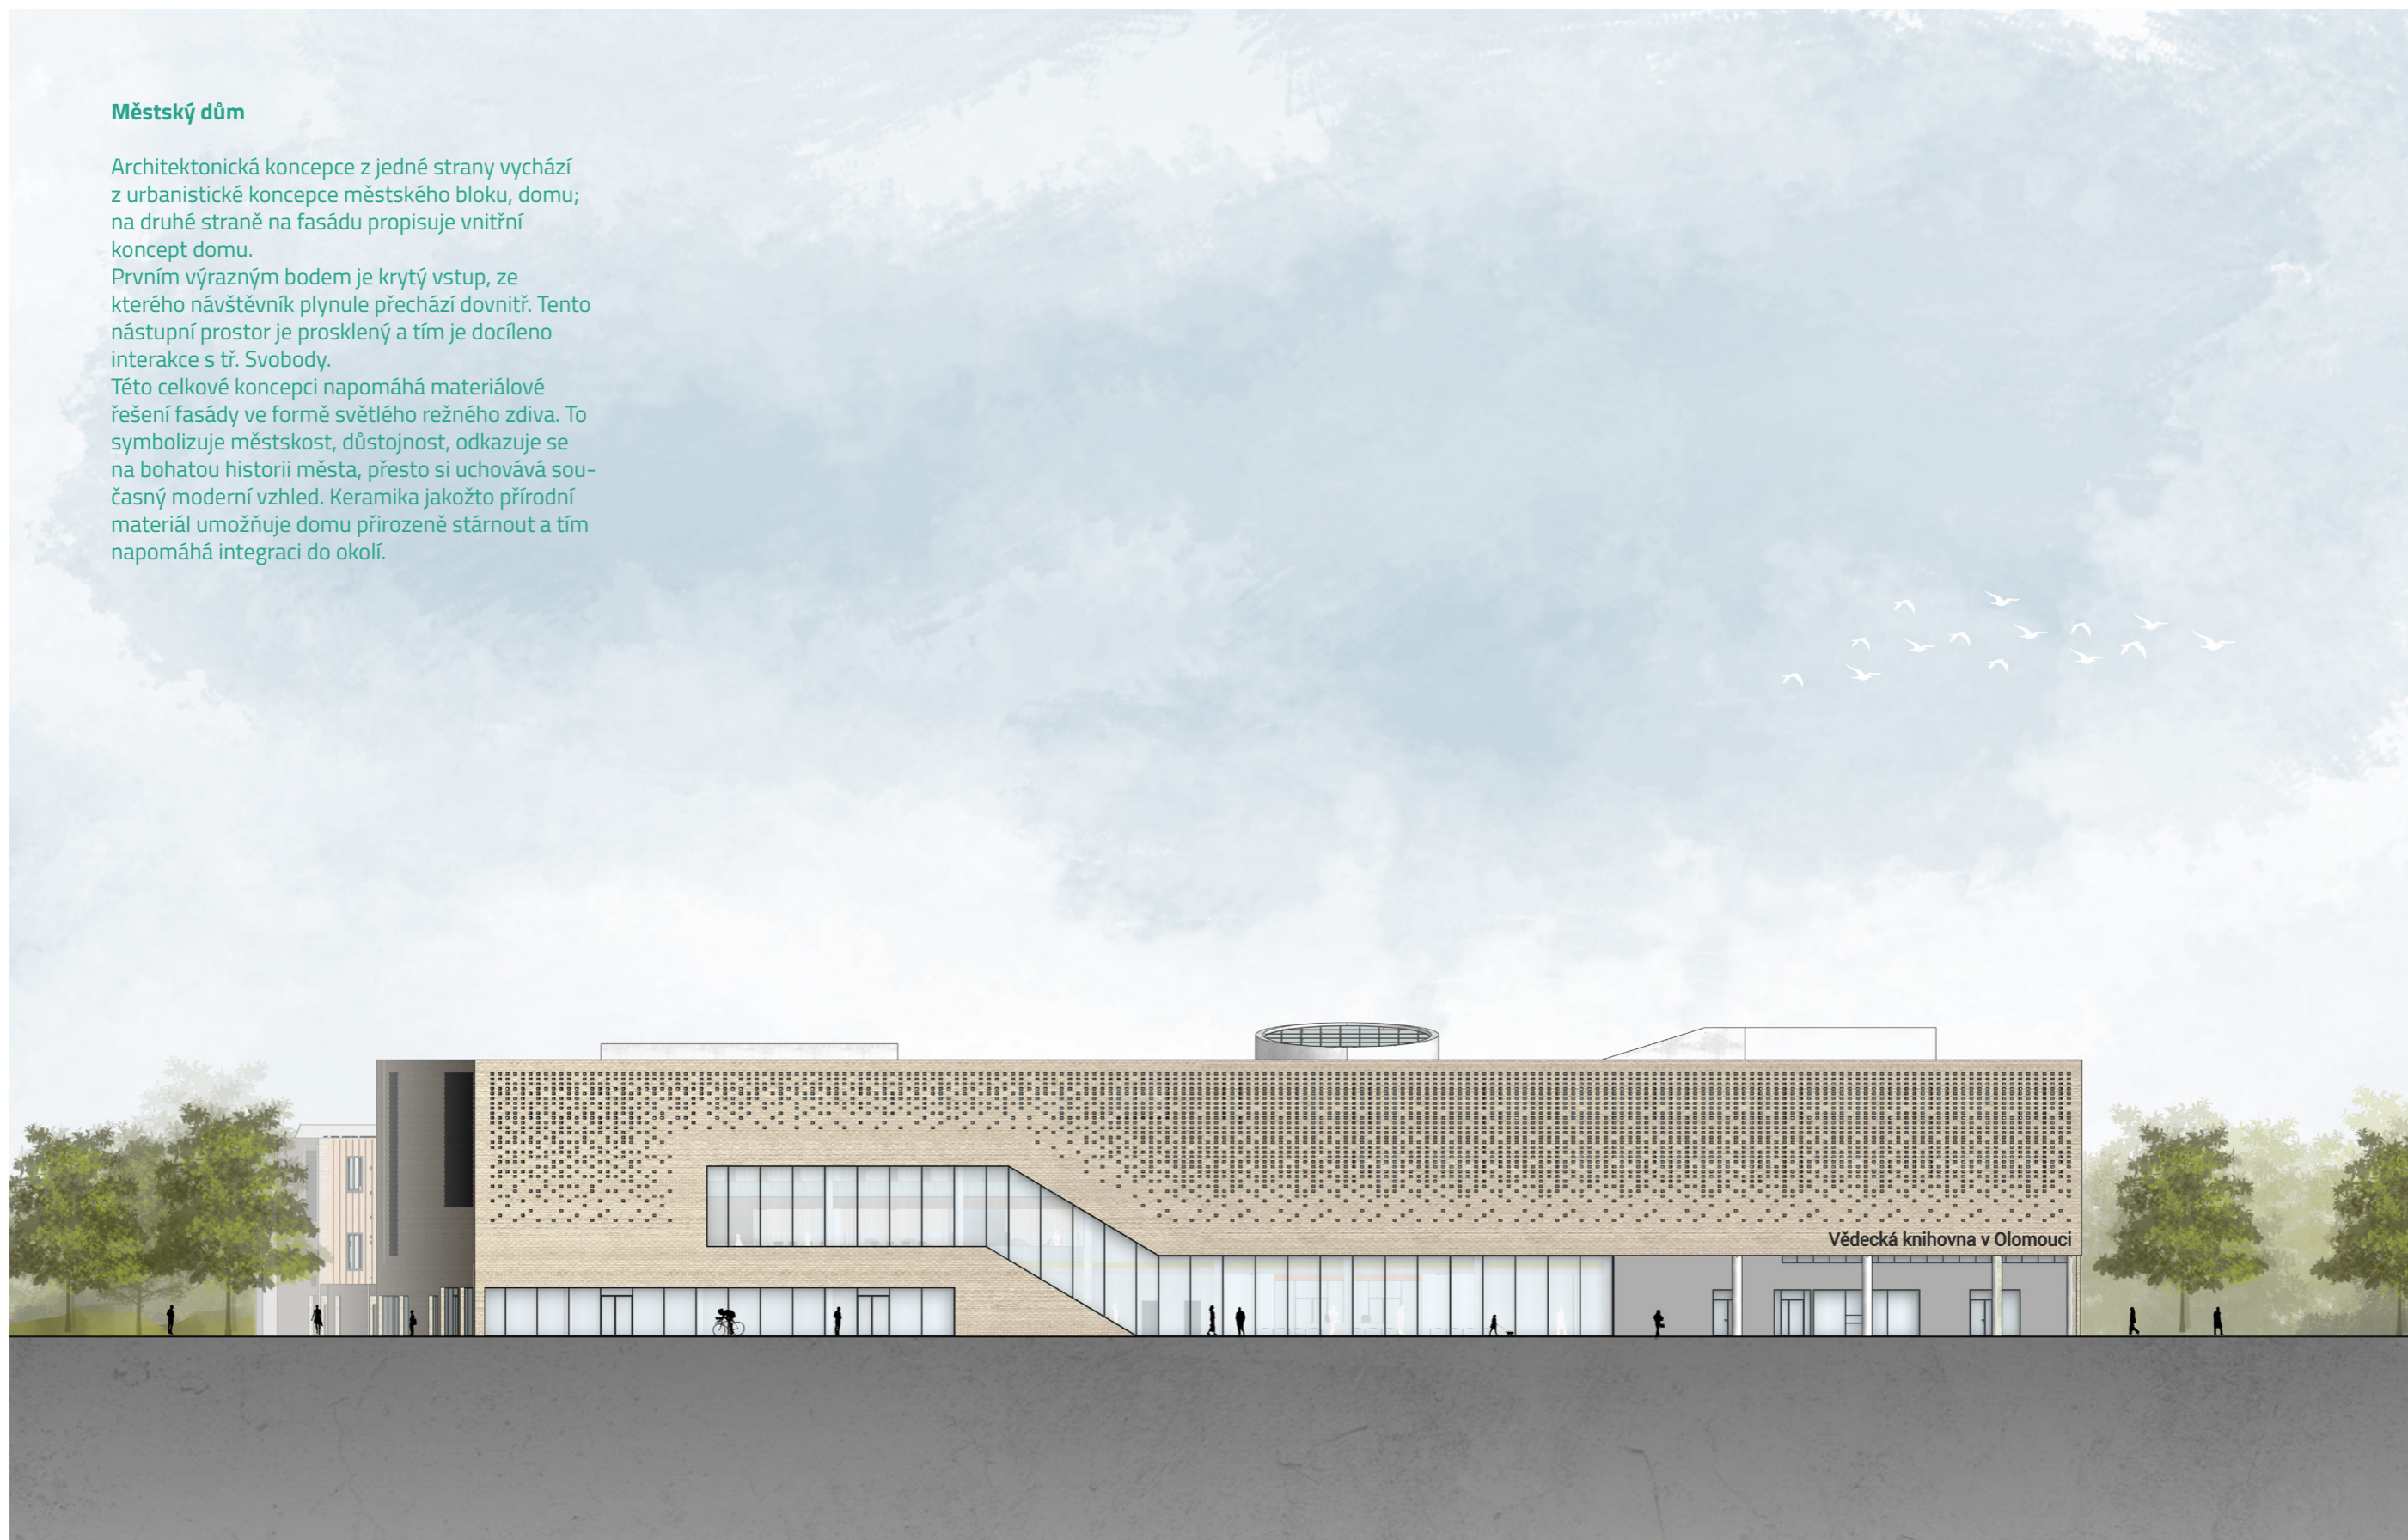 Městský dům
Architektonická koncepce z jedné strany vychází
z urbanistické koncepce městského bloku, domu;
na druhé straně na fasádu propisuje vnitřní
koncept domu.
Prvním výrazným bodem je krytý vstup, ze
kterého návštěvník plynule přechází dovnitř. Tento
nástupní prostor je prosklený a tím je docíleno
interakce s tř. Svobody.
Této celkové koncepci napomáhá materiálové
řešení fasády ve formě světlého režného zdiva. To
symbolizuje městskost, důstojnost, odkazuje se
na bohatou historii města, přesto si uchovává sou-
časný moderní vzhled. Keramika jakožto přírodní
materiál umožňuje domu přirozeně stárnout a tím
napomáhá integraci do okolí.
Vědecká knihovna v Olomouci